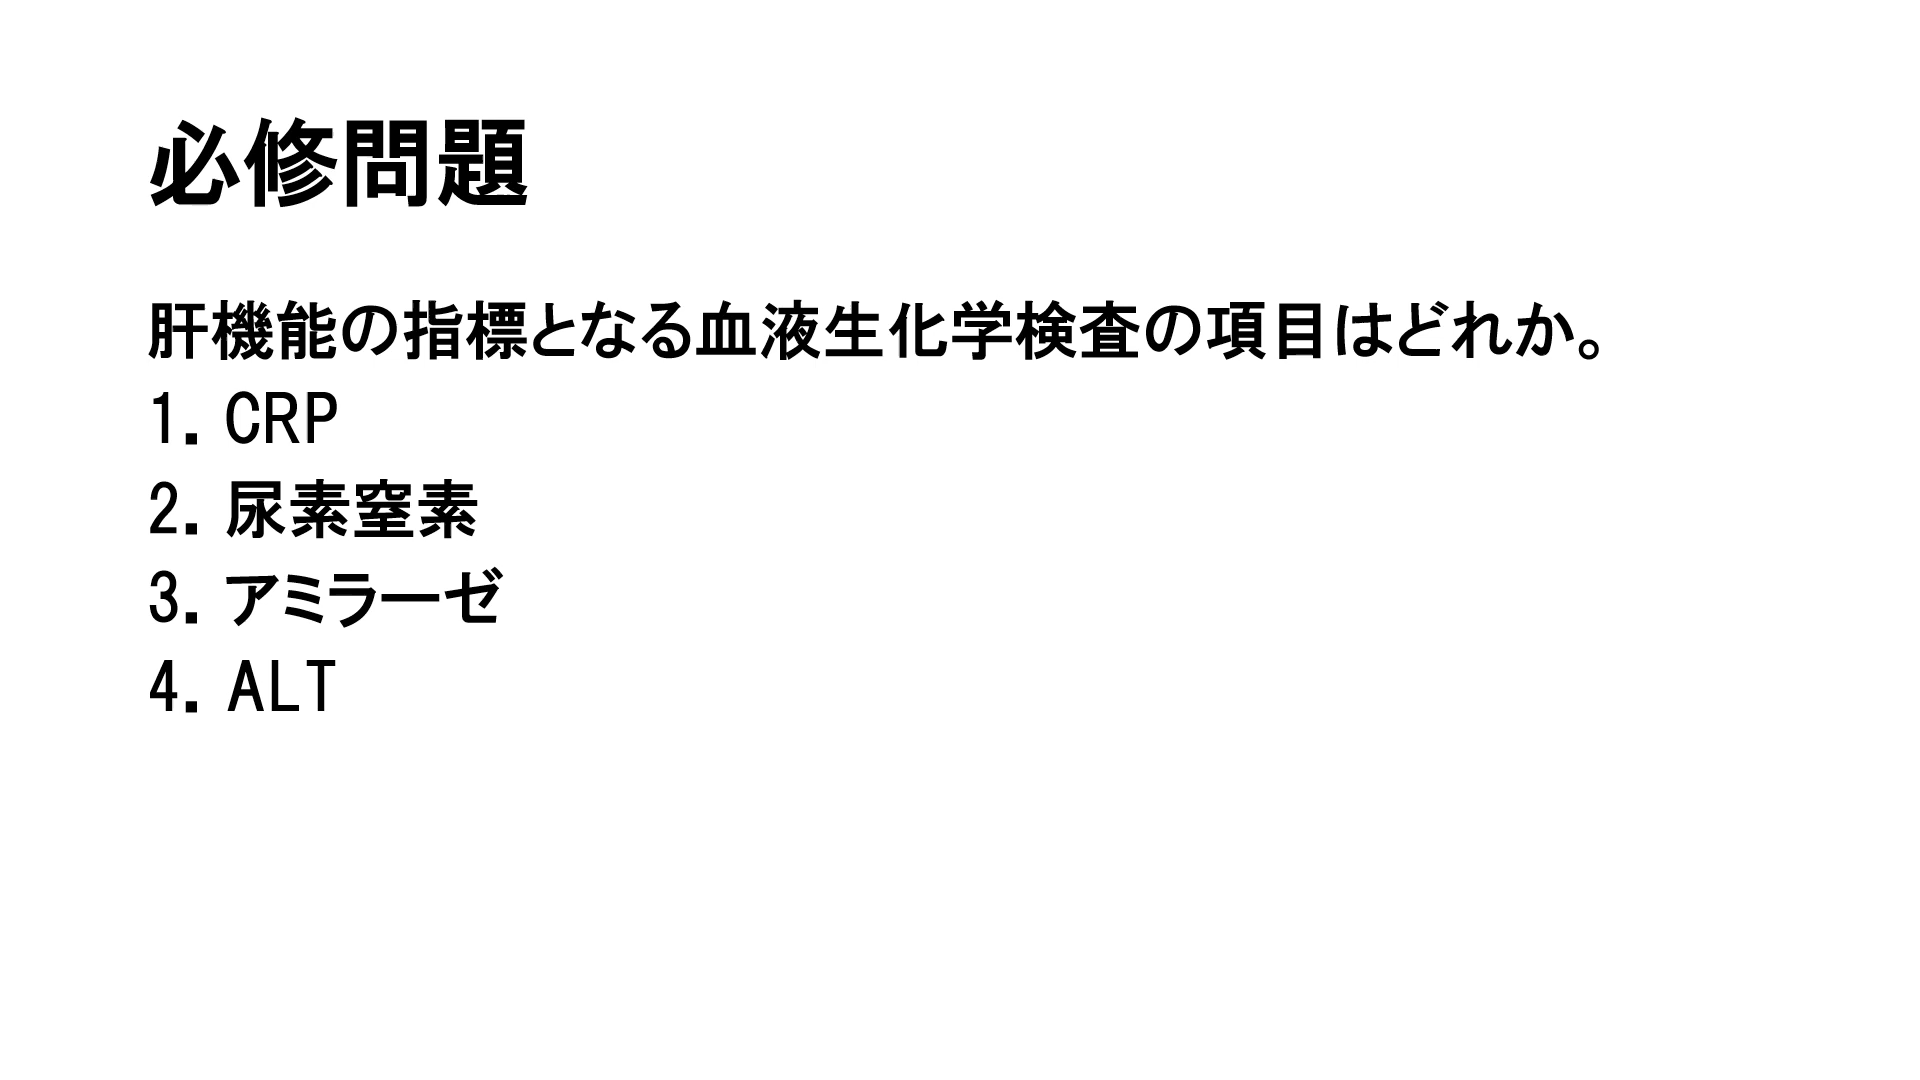 必修問題
肝機能の指標となる血液生化学検査の項目はどれか。
1. CRP
2. 尿素窒素
3. アミラーゼ
4. ALT